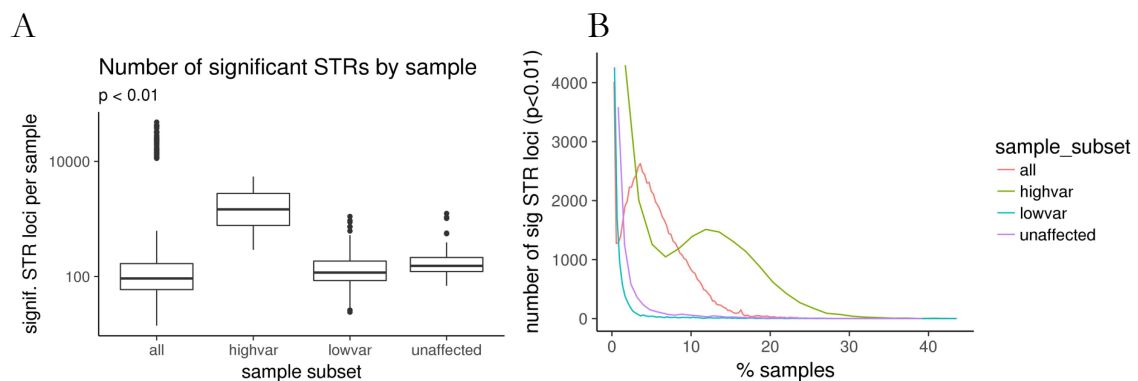 A
Number of significant STRs by sample
p < 0.01
signif. STR loci per sample
10000
100
all highvar lowvar unaffected
sample subset
B
number of sig STR loci (p<0.01)
4000
3000
2000
1000
0
0 10 20 30 40
% samples
sample_subset
all
highvar
lowvar
unaffected